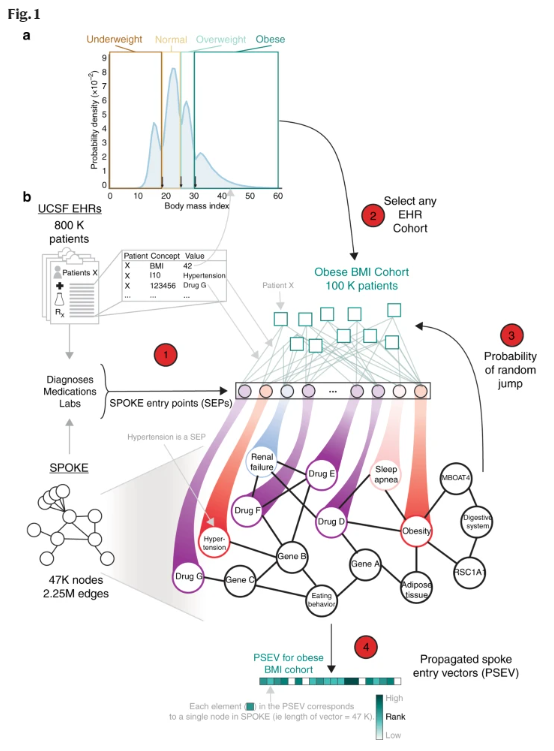 Fig. 1
a
Underweight Normal Overweight Obese
Probability density (×10⁻²)
9
8
7
6
5
4
3
2
1
0
0 10 20 30 40 50 60
Body mass index
b
UCSF EHRs
800 K
patients
Patients X
Rx
Patient Concept Value
X BMI 42
X I10 Hypertension
X 123456 Drug G
... ... ...
2
Select any
EHR
Cohort
Obese BMI Cohort
100 K patients
Patient X
1
3
Probability
of random
jump
Diagnoses
Medications
Labs
SPOKE entry points (SEPs)
...
Hypertension is a SEP
SPOKE
47K nodes
2.25M edges
Renal
failure
Drug E
Sleep
apnea
MBOAT4
Drug F
Drug D
Obesity
Digestive
system
Hyper-
tension
Gene B
Gene A
Drug G
Gene C
Eating
behavior
Adipose
tissue
RSC1A1
4
PSEV for obese
BMI cohort
Propagated spoke
entry vectors (PSEV)
Each element ( ) in the PSEV corresponds
to a single node in SPOKE (ie length of vector = 47 K).
High
Rank
Low